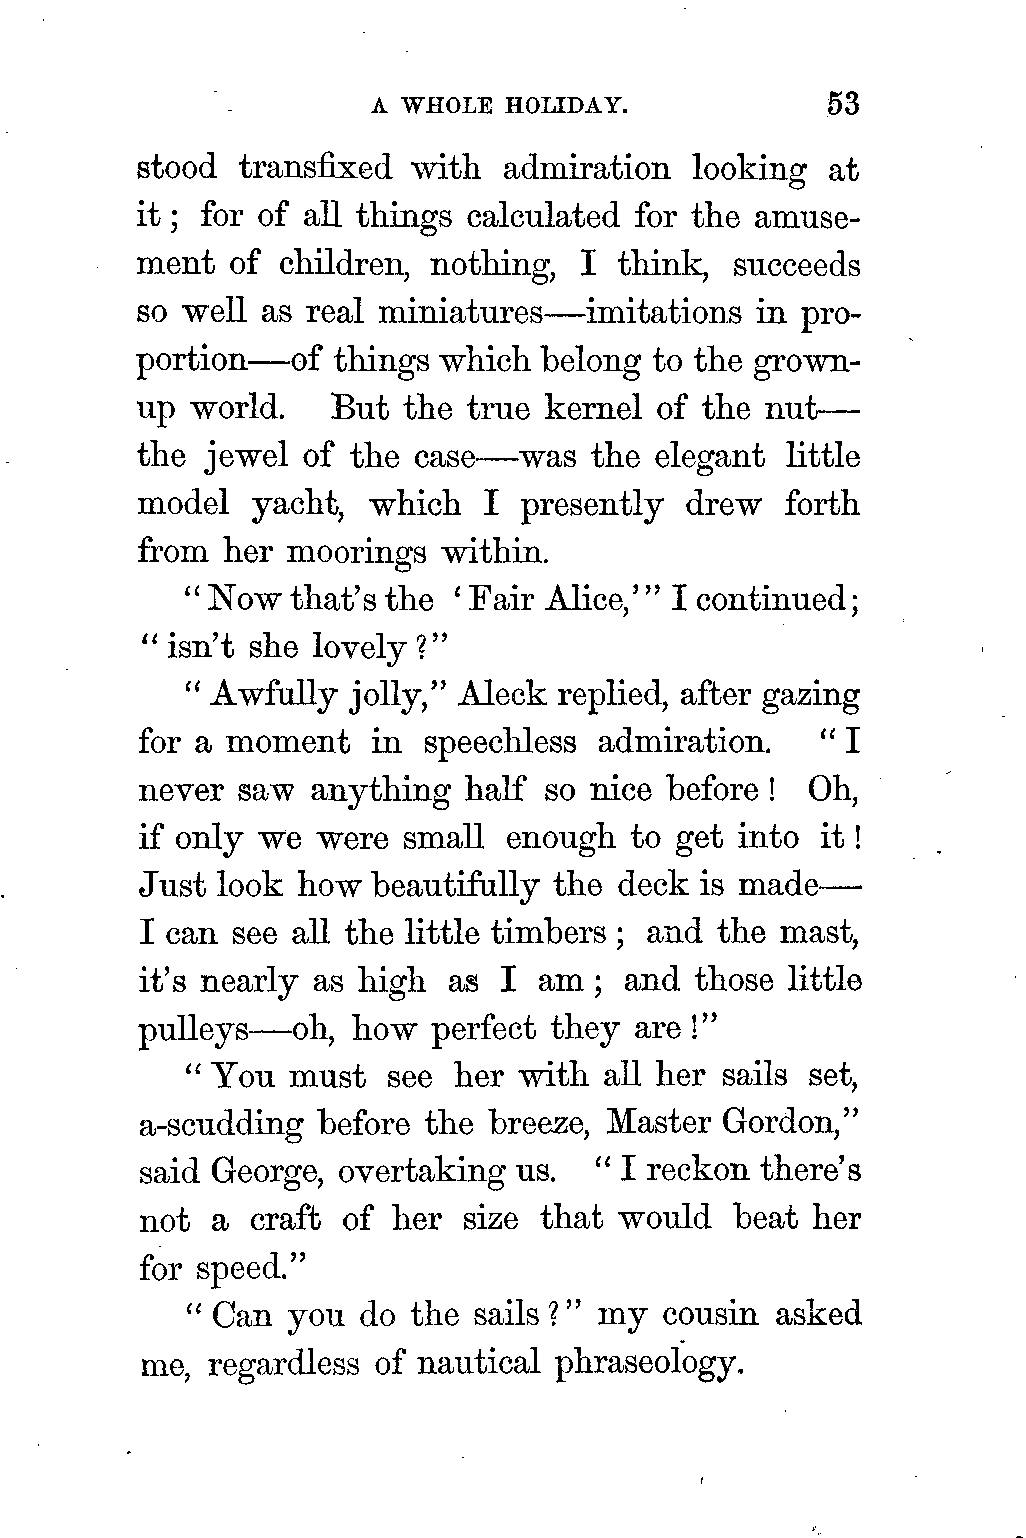 A WHOLE HOLIDAY. 53
stood transfixed with admiration looking at
it; for of all things calculated for the amuse-
ment of children, nothing, I think, succeeds
so well as real miniatures—imitations in pro-
portion—of things which belong to the grown-
up world. But the true kernel of the nut—
the jewel of the case—was the elegant little
model yacht, which I presently drew forth
from her moorings within.
"Now that's the 'Fair Alice,'" I continued;
"isn't she lovely?"
"Awfully jolly," Aleck replied, after gazing
for a moment in speechless admiration. "I
never saw anything half so nice before! Oh,
if only we were small enough to get into it!
Just look how beautifully the deck is made—
I can see all the little timbers; and the mast,
it's nearly as high as I am; and those little
pulleys—oh, how perfect they are!"
"You must see her with all her sails set,
a-scudding before the breeze, Master Gordon,"
said George, overtaking us. "I reckon there's
not a craft of her size that would beat her
for speed."
"Can you do the sails?" my cousin asked
me, regardless of nautical phraseology.